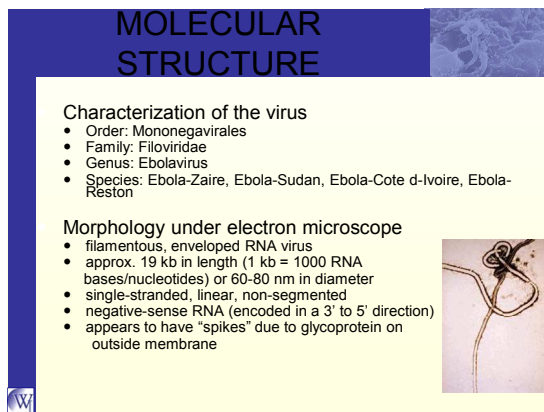 MOLECULAR
STRUCTURE
Characterization of the virus
• Order: Mononegavirales
• Family: Filoviridae
• Genus: Ebolavirus
• Species: Ebola-Zaire, Ebola-Sudan, Ebola-Cote d-Ivoire, Ebola-
Reston
Morphology under electron microscope
• filamentous, enveloped RNA virus
• approx. 19 kb in length (1 kb = 1000 RNA
bases/nucleotides) or 60-80 nm in diameter
• single-stranded, linear, non-segmented
• negative-sense RNA (encoded in a 3’ to 5’ direction)
• appears to have “spikes” due to glycoprotein on
outside membrane